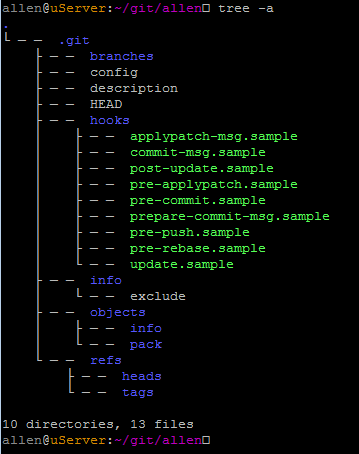 allen@uServer:~/git/allen□ tree -a
.
└── .git
    ├── branches
    ├── config
    ├── description
    ├── HEAD
    ├── hooks
    │   ├── applypatch-msg.sample
    │   ├── commit-msg.sample
    │   ├── post-update.sample
    │   ├── pre-applypatch.sample
    │   ├── pre-commit.sample
    │   ├── prepare-commit-msg.sample
    │   ├── pre-push.sample
    │   ├── pre-rebase.sample
    │   └── update.sample
    ├── info
    │   └── exclude
    ├── objects
    │   ├── info
    │   └── pack
    └── refs
        ├── heads
        └── tags

10 directories, 13 files
allen@uServer:~/git/allen□